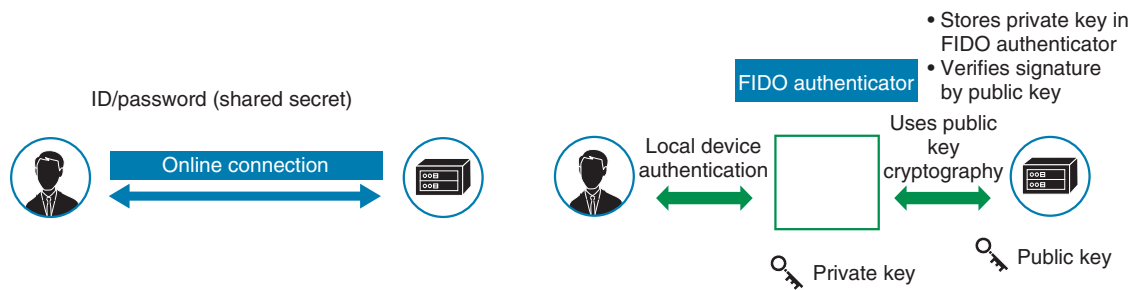 ID/password (shared secret)
Online connection
• Stores private key in
FIDO authenticator
• Verifies signature
by public key
FIDO authenticator
Local device
authentication
Uses public
key
cryptography
Private key
Public key